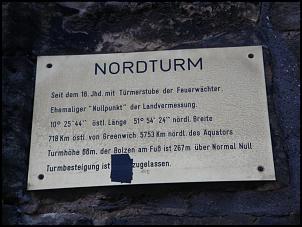 NORDTURM
Seit dem 16. Jhd. mit Türmerstube der Feuerwächter.
Ehemaliger "Nullpunkt" der Landvermessung.
10° 25'44'' östl. Länge 51° 54' 24'' nördl. Breite
718 Km östl. von Greenwich 5753 Km nördl. des Äquators
Turmhöhe 66m. der Bolzen am Fuß ist 267m über Normal Null
Turmbesteigung ist zugelassen.